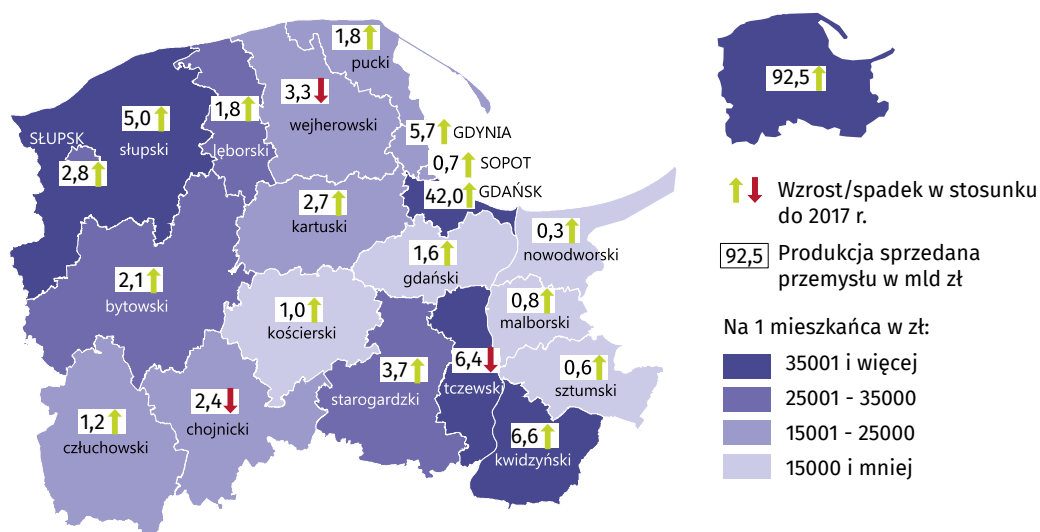 1,8
pucki
3,3
wejherowski
1,8
lęborski
5,0
słupski
SŁUPSK
2,8
5,7 GDYNIA
0,7 SOPOT
42,0 GDAŃSK
2,7
kartuski
1,6
gdański
0,3
nowodworski
2,1
bytowski
1,0
kościerski
0,8
malborski
3,7
starogardzki
6,4
tczewski
0,6
sztumski
1,2
człuchowski
2,4
chojnicki
6,6
kwidzyński
92,5
Wzrost/spadek w stosunku
do 2017 r.
92,5 Produkcja sprzedana
przemysłu w mld zł
Na 1 mieszkańca w zł:
35001 i więcej
25001 - 35000
15001 - 25000
15000 i mniej